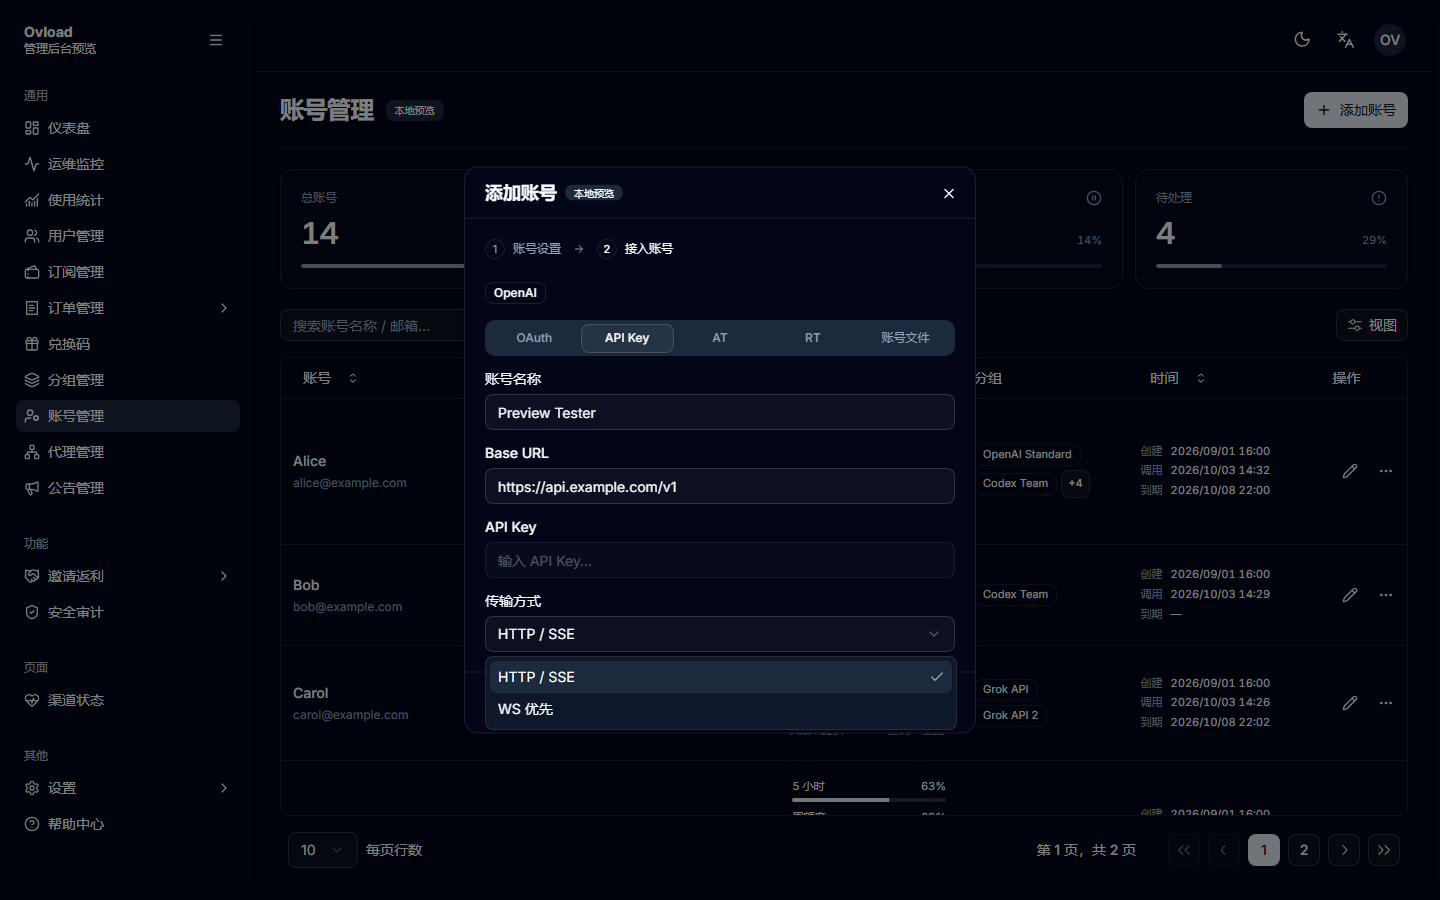 Ovload
管理后台预览
通用
仪表盘
运维监控
使用统计
用户管理
订阅管理
订单管理
兑换码
分组管理
账号管理
代理管理
公告管理
功能
邀请返利
安全审计
页面
渠道状态
其他
设置
帮助中心
OV
账号管理 本地预览
添加账号
总账号
14
14%
待处理
4
29%
搜索账号名称 / 邮箱...
视图
账号
分组
时间
操作
Alice
alice@example.com
OpenAI Standard
Codex Team +4
创建 2026/09/01 16:00
调用 2026/10/03 14:32
到期 2026/10/08 22:00
Bob
bob@example.com
Codex Team
创建 2026/09/01 16:00
调用 2026/10/03 14:29
到期 —
Carol
carol@example.com
Grok API
Grok API 2
创建 2026/09/01 16:00
调用 2026/10/03 14:26
到期 2026/10/08 22:02
5 小时 63%
创建 2026/09/01 16:00
10 每页行数
第 1 页，共 2 页
1 2
添加账号 本地预览
1 账号设置 → 2 接入账号
OpenAI
OAuth API Key AT RT 账号文件
账号名称
Preview Tester
Base URL
https://api.example.com/v1
API Key
输入 API Key...
传输方式
HTTP / SSE
HTTP / SSE
WS 优先